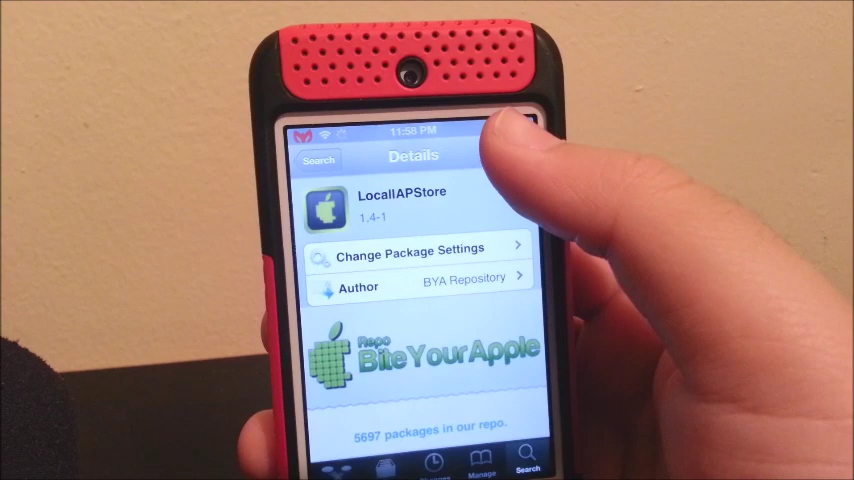 11:58 PM
Search
Details
LocalIAPStore
1.4-1
Change Package Settings
Author BYA Repository
Repo
BiteYourApple
5697 packages in our repo.
Manage
Search